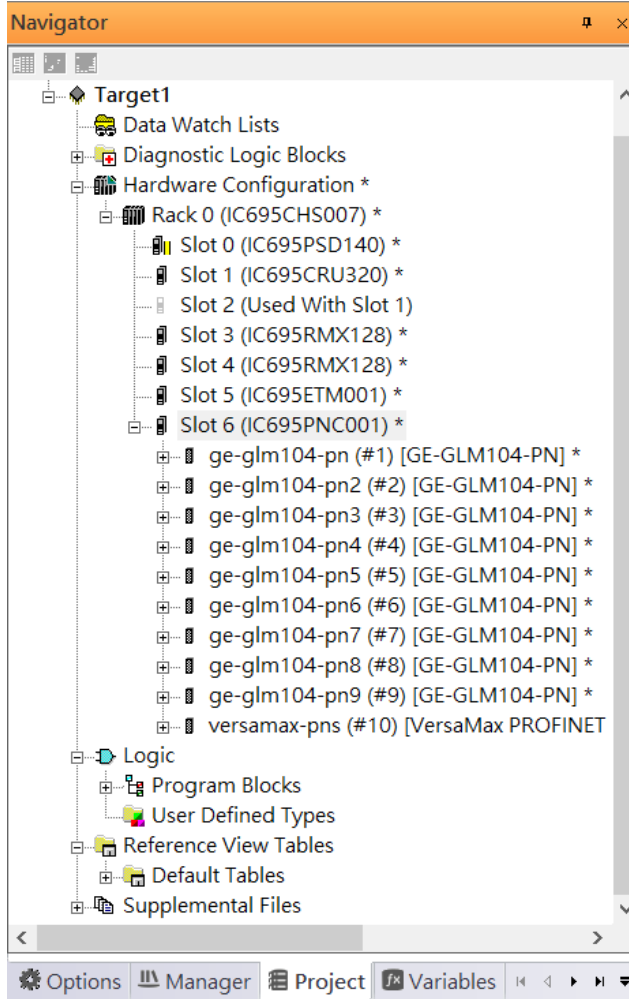 Navigator
Target1
Data Watch Lists
Diagnostic Logic Blocks
Hardware Configuration *
Rack 0 (IC695CHS007) *
Slot 0 (IC695PSD140) *
Slot 1 (IC695CRU320) *
Slot 2 (Used With Slot 1)
Slot 3 (IC695RMX128) *
Slot 4 (IC695RMX128) *
Slot 5 (IC695ETM001) *
Slot 6 (IC695PNC001) *
ge-glm104-pn (#1) [GE-GLM104-PN] *
ge-glm104-pn2 (#2) [GE-GLM104-PN] *
ge-glm104-pn3 (#3) [GE-GLM104-PN] *
ge-glm104-pn4 (#4) [GE-GLM104-PN] *
ge-glm104-pn5 (#5) [GE-GLM104-PN] *
ge-glm104-pn6 (#6) [GE-GLM104-PN] *
ge-glm104-pn7 (#7) [GE-GLM104-PN] *
ge-glm104-pn8 (#8) [GE-GLM104-PN] *
ge-glm104-pn9 (#9) [GE-GLM104-PN] *
versamax-pns (#10) [VersaMax PROFINET
Logic
Program Blocks
User Defined Types
Reference View Tables
Default Tables
Supplemental Files
Options Manager Project Variables